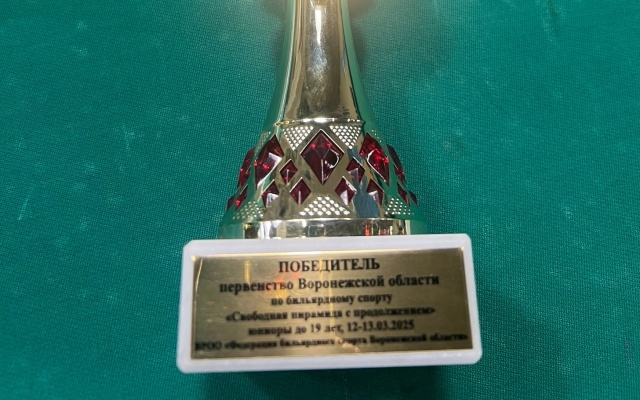 ПОБЕДИТЕЛЬ
первенство Воронежской области
по бильярдному спорту
«Свободная пирамида с продолжением»
юниоры до 19 лет, 12-13.03.2025
ВРОО «Федерация бильярдного спорта Воронежской области»